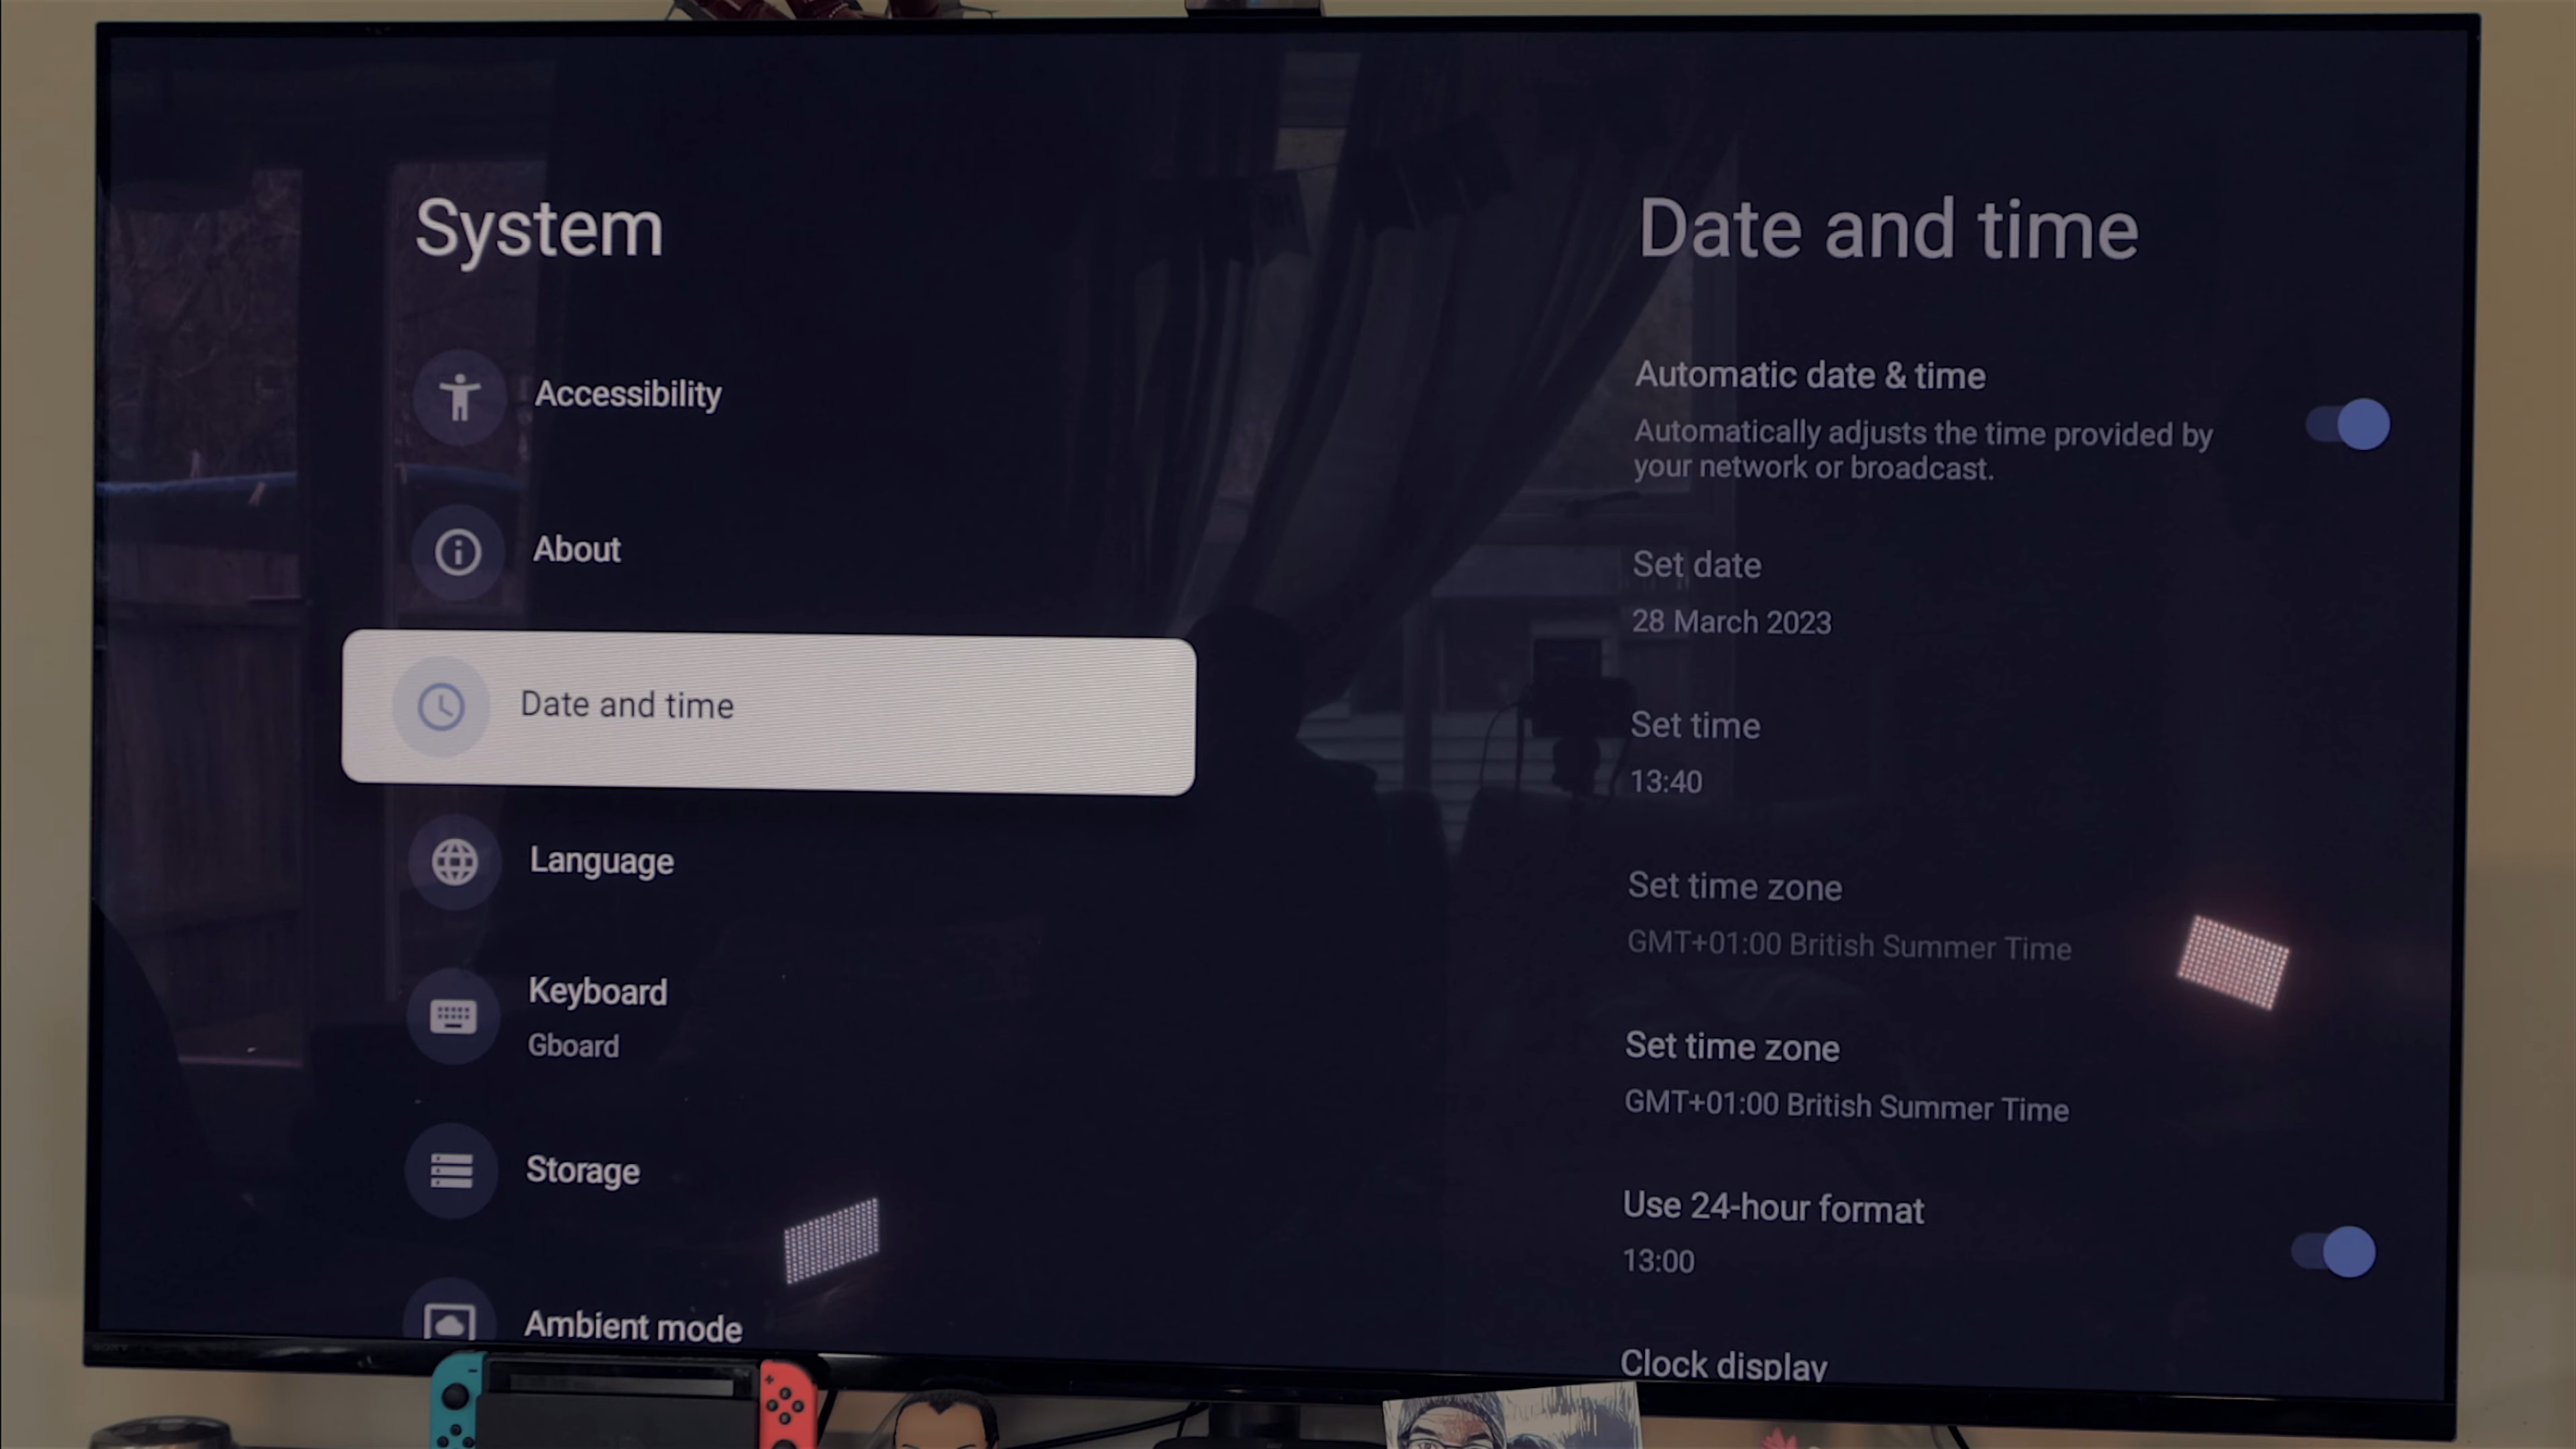 System
Accessibility
About
Date and time
Language
Keyboard
Gboard
Storage
Ambient mode
Date and time
Automatic date & time
Automatically adjusts the time provided by
your network or broadcast.
Set date
28 March 2023
Set time
13:40
Set time zone
GMT+01:00 British Summer Time
Set time zone
GMT+01:00 British Summer Time
Use 24-hour format
13:00
Clock display
SONY